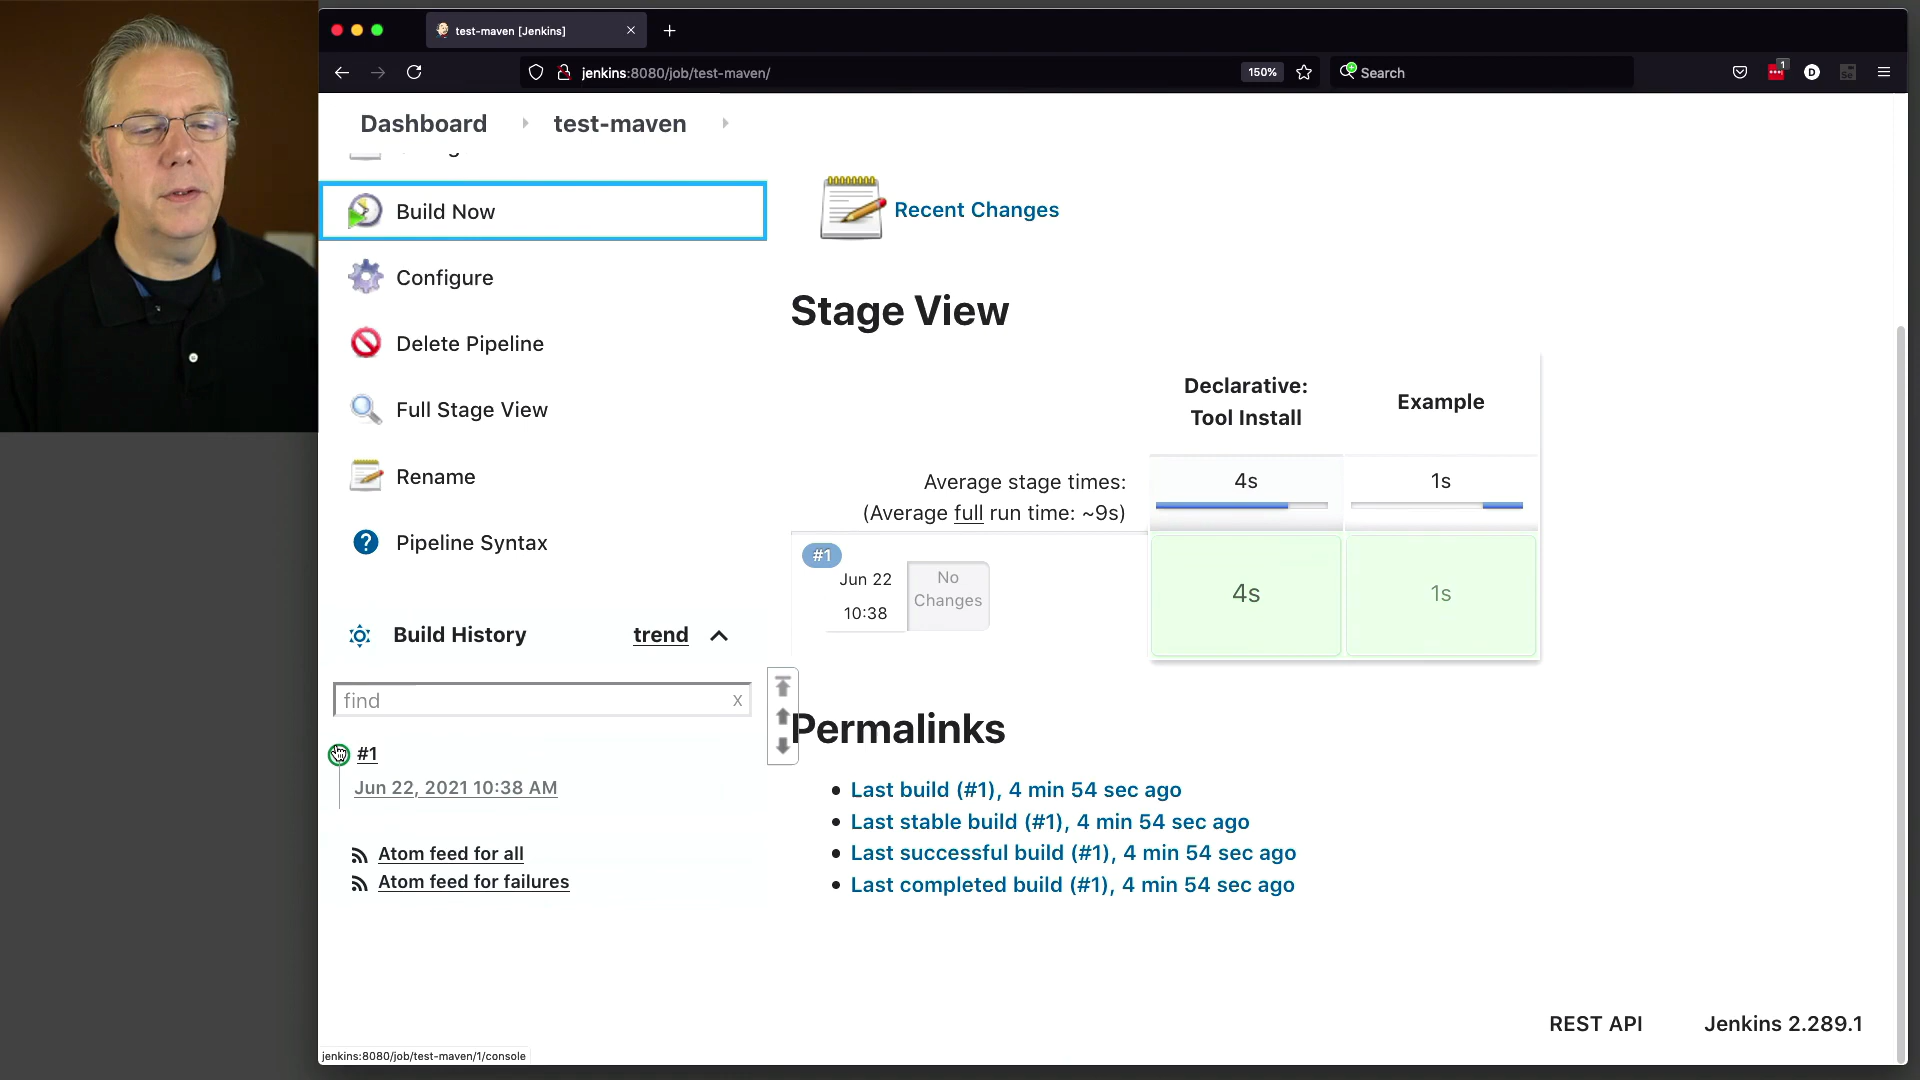 test-maven [Jenkins]
jenkins:8080/job/test-maven/
150%
Search
1
D
Dashboard
test-maven
Build Now
Configure
Delete Pipeline
Full Stage View
Rename
Pipeline Syntax
Build History
trend
find
x
#1
Jun 22, 2021 10:38 AM
Atom feed for all
Atom feed for failures
Recent Changes
Stage View
Declarative:
Tool Install
Example
Average stage times:
(Average full run time: ~9s)
4s
1s
#1
Jun 22
10:38
No
Changes
4s
1s
Permalinks
Last build (#1), 4 min 54 sec ago
Last stable build (#1), 4 min 54 sec ago
Last successful build (#1), 4 min 54 sec ago
Last completed build (#1), 4 min 54 sec ago
REST API
Jenkins 2.289.1
jenkins:8080/job/test-maven/1/console